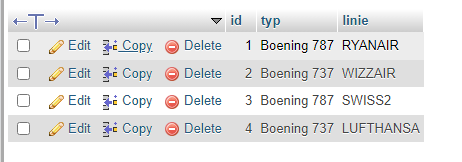 id typ linie
Edit Copy Delete 1 Boening 787 RYANAIR
Edit Copy Delete 2 Boening 737 WIZZAIR
Edit Copy Delete 3 Boening 787 SWISS2
Edit Copy Delete 4 Boening 737 LUFTHANSA